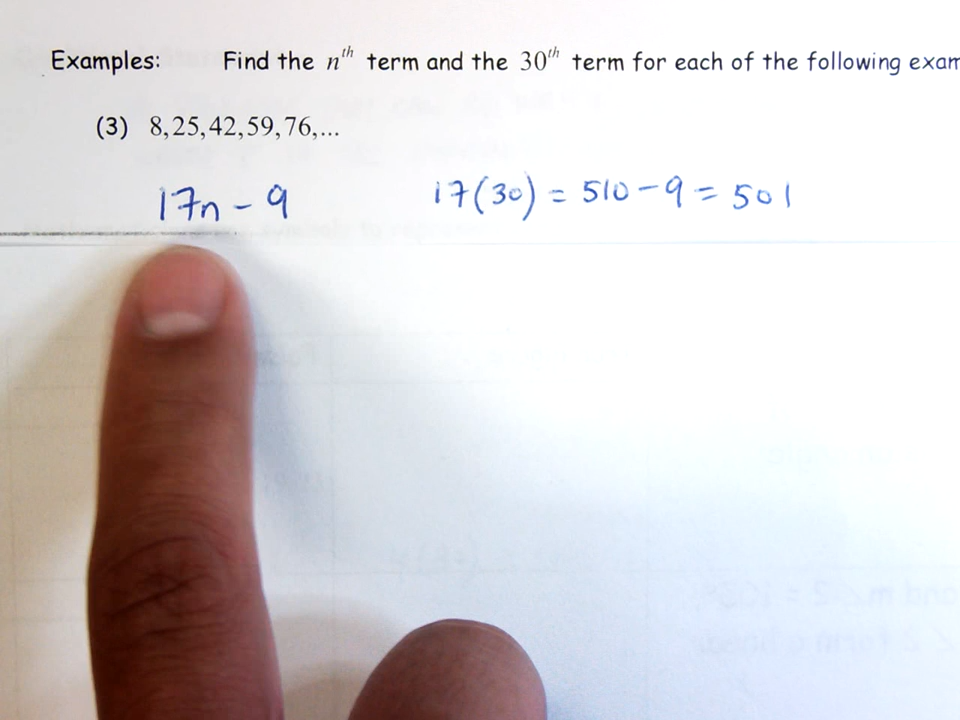 Examples: Find the nᵗʰ term and the 30ᵗʰ term for each of the following exam
(3) 8,25,42,59,76,...
17n - 9 17(30) = 510 - 9 = 501